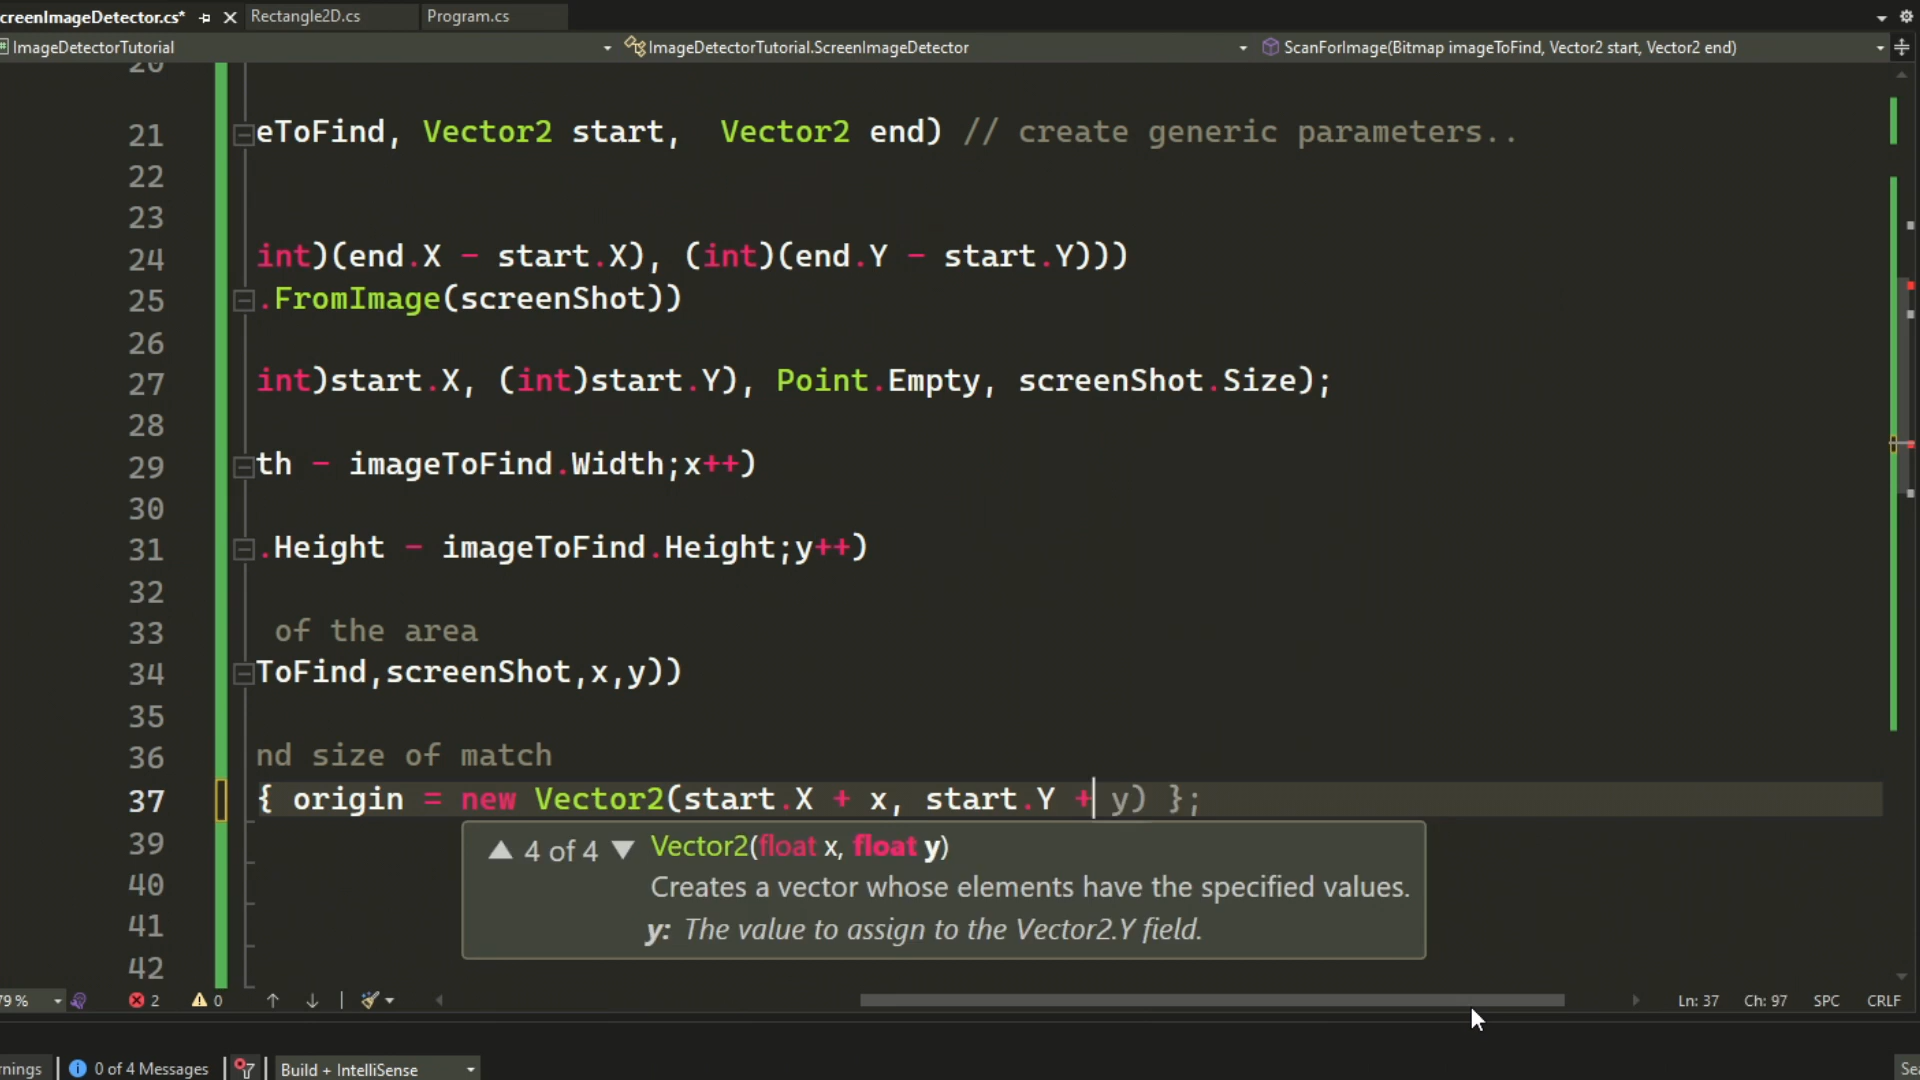 creenImageDetector.cs* Rectangle2D.cs Program.cs
ImageDetectorTutorial ImageDetectorTutorial.ScreenImageDetector ScanForImage(Bitmap imageToFind, Vector2 start, Vector2 end)
20
21 eToFind, Vector2 start,  Vector2 end) // create generic parameters..
22
23
24 int)(end.X - start.X), (int)(end.Y - start.Y)))
25 .FromImage(screenShot))
26
27 int)start.X, (int)start.Y), Point.Empty, screenShot.Size);
28
29 th - imageToFind.Width;x++)
30
31 .Height - imageToFind.Height;y++)
32
33 of the area
34 ToFind,screenShot,x,y))
35
36 nd size of match
37 { origin = new Vector2(start.X + x, start.Y + y) };
▲ 4 of 4 ▼ Vector2(float x, float y)
Creates a vector whose elements have the specified values.
y: The value to assign to the Vector2.Y field.
39
40
41
42
79 % 2 0 Ln: 37 Ch: 97 SPC CRLF
rnings 0 of 4 Messages Build + IntelliSense Sea